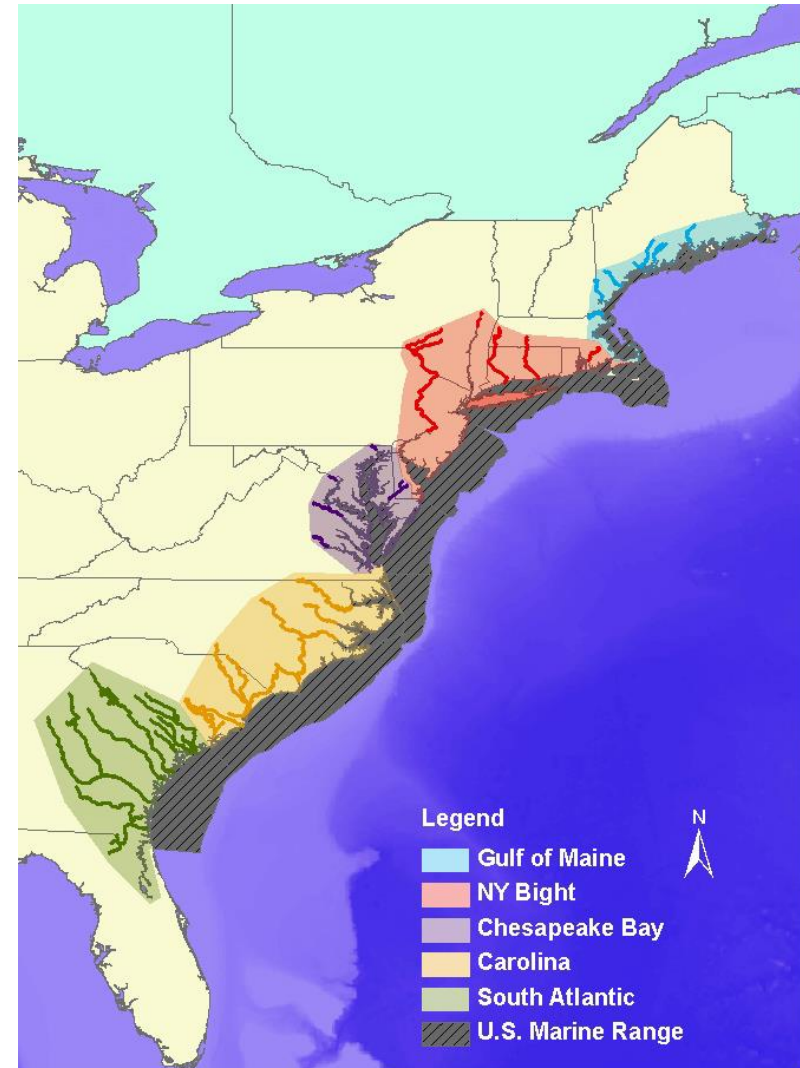 Legend
N
Gulf of Maine
NY Bight
Chesapeake Bay
Carolina
South Atlantic
U.S. Marine Range